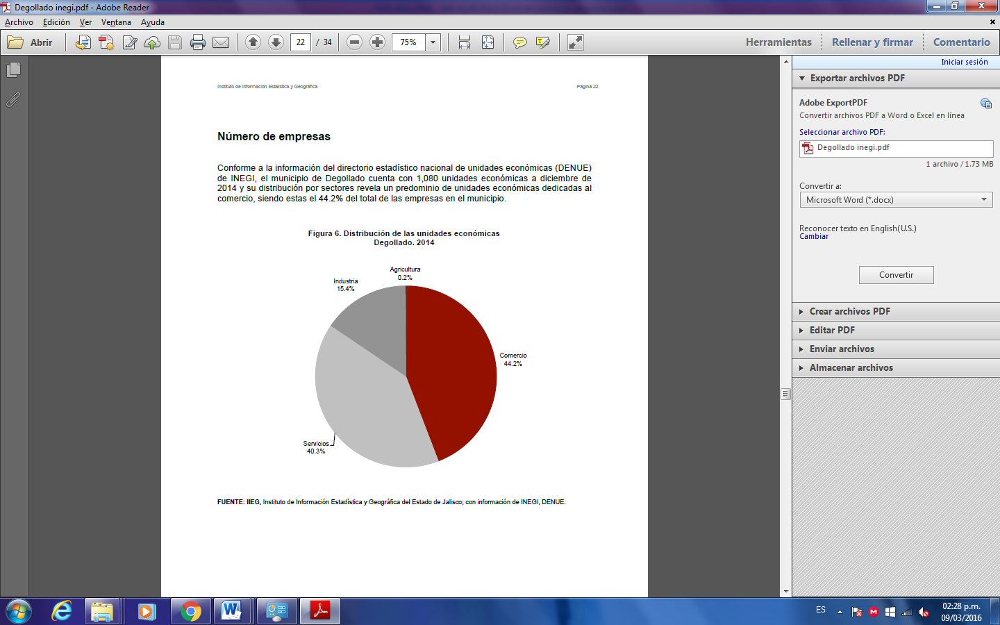 Degollado inegi.pdf - Adobe Reader
Archivo Edición Ver Ventana Ayuda
Abrir 22 / 34 75% Herramientas Rellenar y firmar Comentario
Iniciar sesión
Exportar archivos PDF
Adobe ExportPDF
Convertir archivos PDF a Word o Excel en línea
Seleccionar archivo PDF:
Degollado inegi.pdf
1 archivo / 1.73 MB
Convertir a:
Microsoft Word (*.docx)
Reconocer texto en English(U.S.)
Cambiar
Convertir
Crear archivos PDF
Editar PDF
Enviar archivos
Almacenar archivos
Instituto de Información Estaística y Geográfica Página 22
Número de empresas
Conforme a la información del directorio estadístico nacional de unidades económicas (DENUE)
de INEGI, el municipio de Degollado cuenta con 1,080 unidades económicas a diciembre de
2014 y su distribución por sectores revela un predominio de unidades económicas dedicadas al
comercio, siendo estas el 44.2% del total de las empresas en el municipio.
Figura 6. Distribución de las unidades económicas
Degollado. 2014
Agricultura
0.2%
Industria
15.4%
Comercio
44.2%
Servicios
40.3%
FUENTE: IIEG, Instituto de Información Estadística y Geográfica del Estado de Jalisco; con información de INEGI, DENUE.
ES
02:28 p.m.
09/03/2016